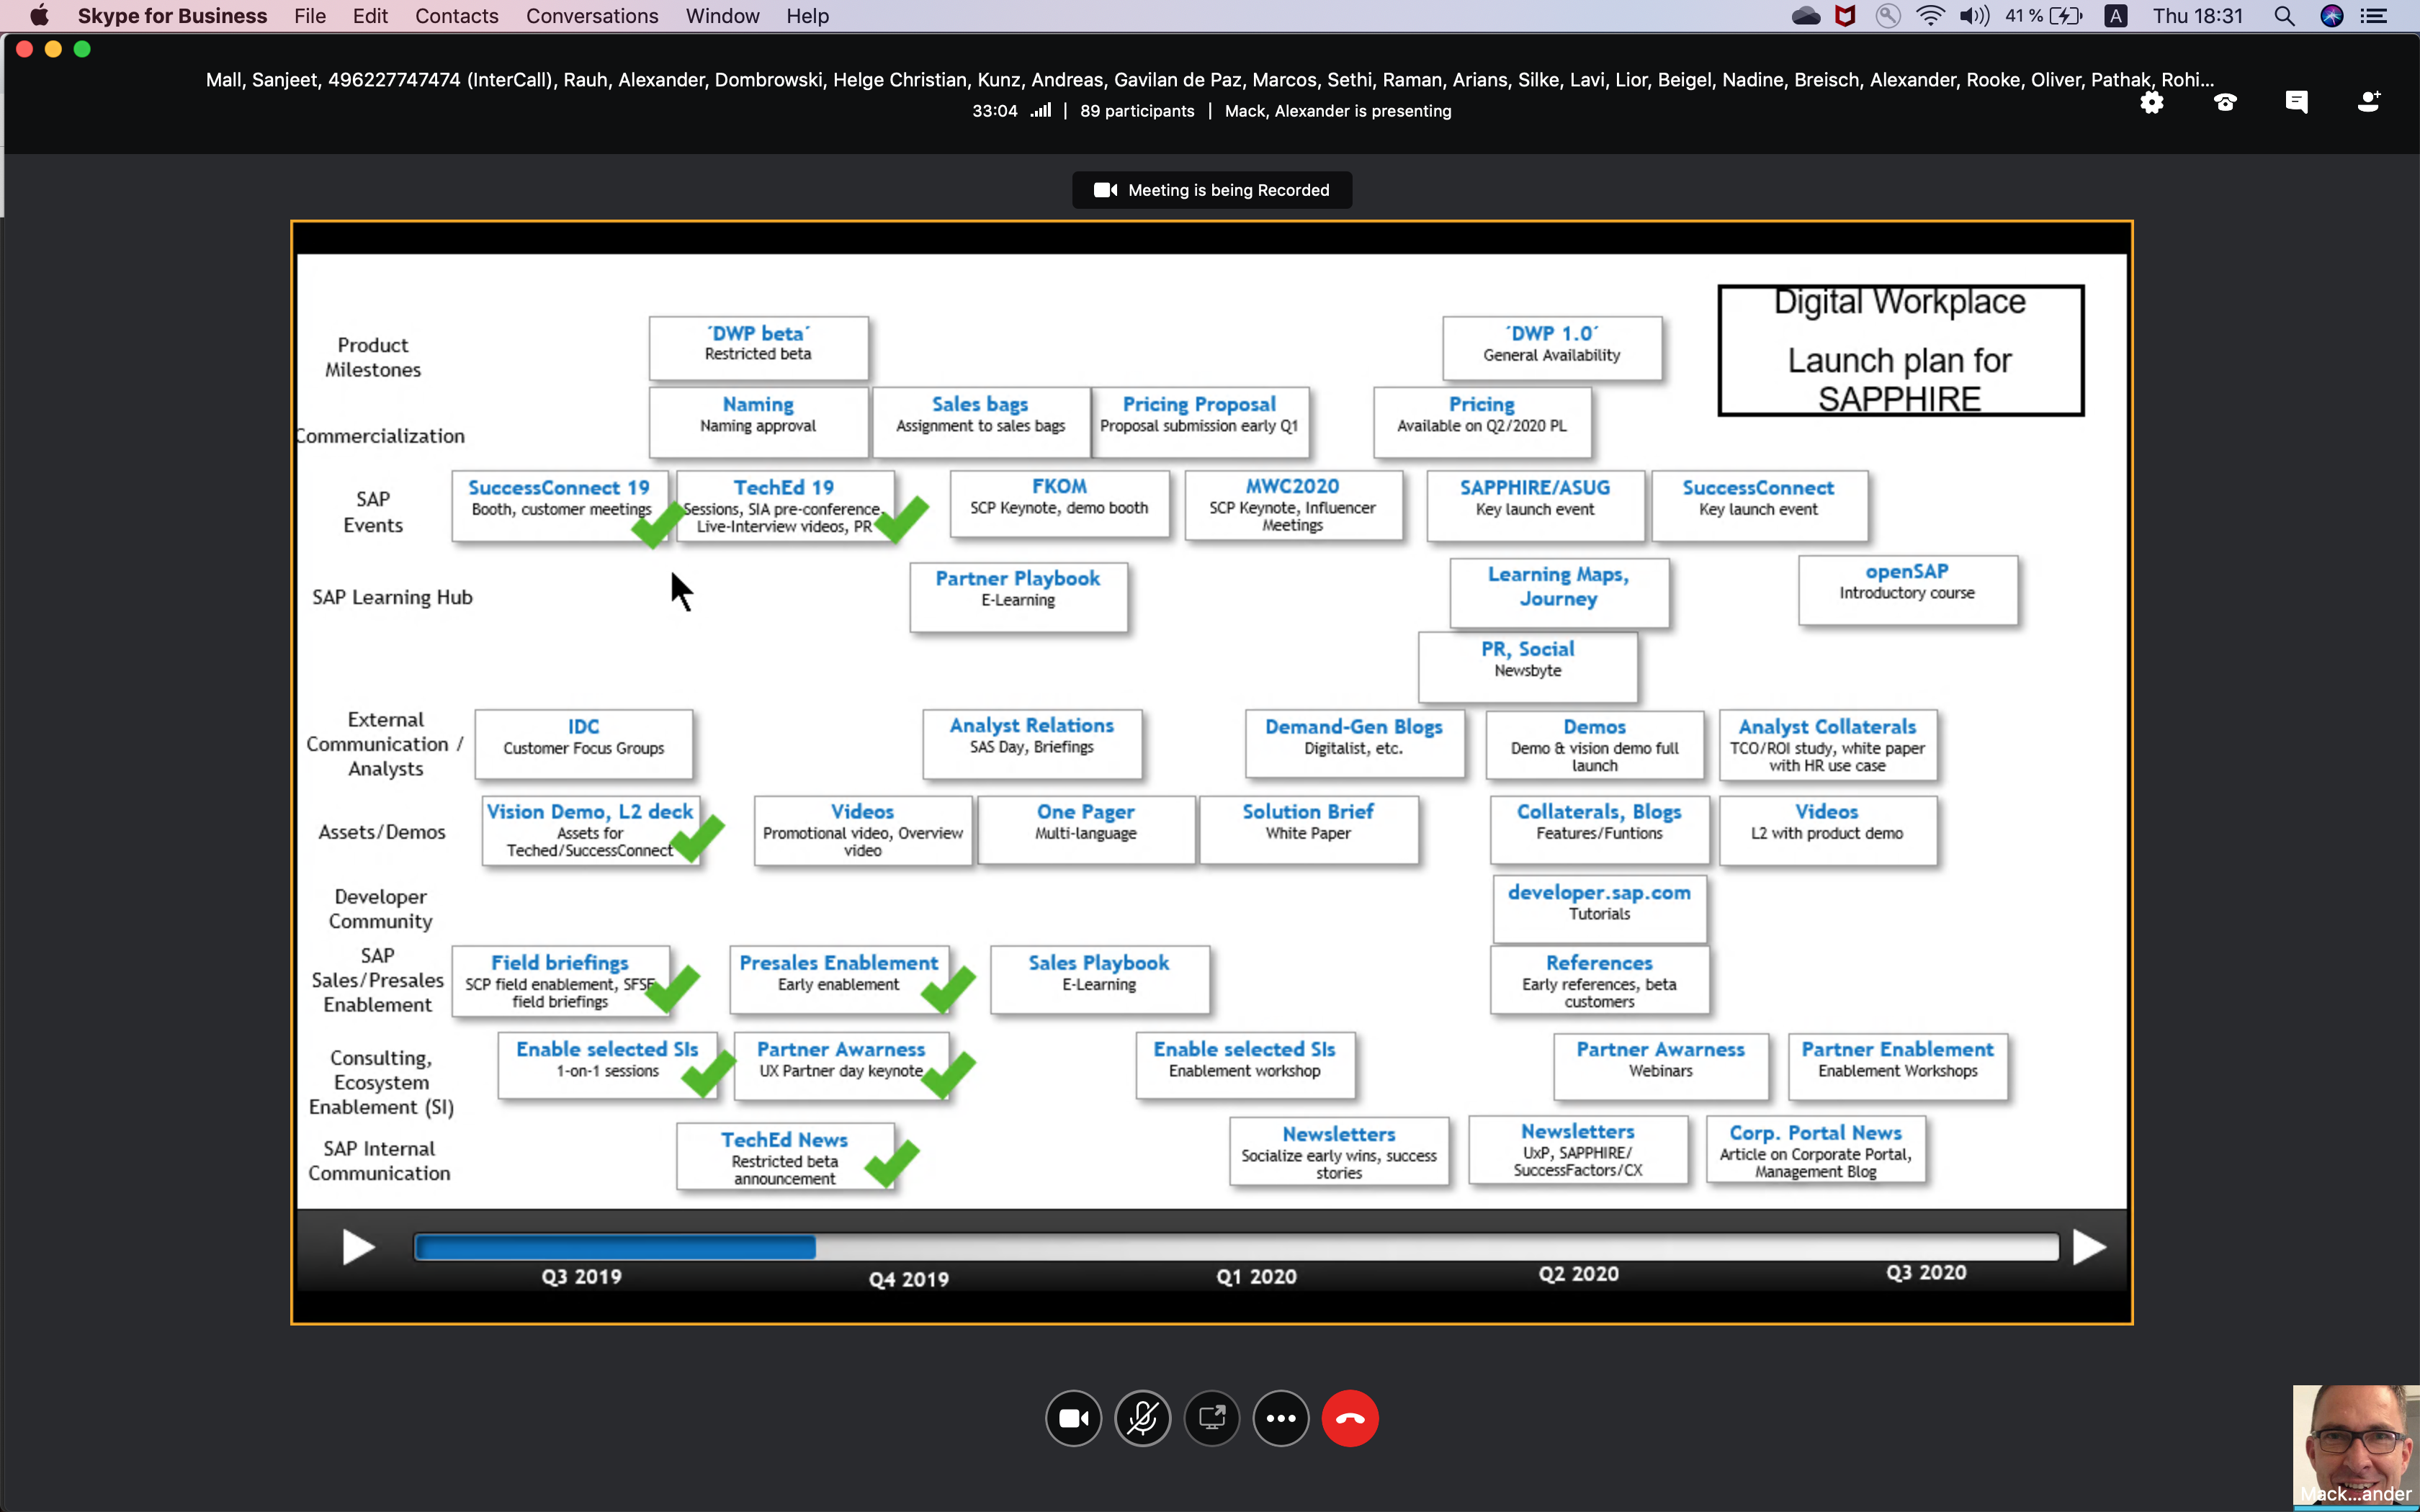 Skype for Business File Edit Contacts Conversations Window Help 41 % A Thu 18:31
Mall, Sanjeet, 496227747474 (InterCall), Rauh, Alexander, Dombrowski, Helge Christian, Kunz, Andreas, Gavilan de Paz, Marcos, Sethi, Raman, Arians, Silke, Lavi, Lior, Beigel, Nadine, Breisch, Alexander, Rooke, Oliver, Pathak, Rohi...
33:04 | 89 participants | Mack, Alexander is presenting
Meeting is being Recorded
Digital Workplace
Launch plan for
SAPPHIRE
Product
Milestones
´DWP beta´
Restricted beta
´DWP 1.0´
General Availability
Commercialization
Naming
Naming approval
Sales bags
Assignment to sales bags
Pricing Proposal
Proposal submission early Q1
Pricing
Available on Q2/2020 PL
SAP
Events
SuccessConnect 19
Booth, customer meetings
TechEd 19
Sessions, SIA pre-conference,
Live-Interview videos, PR
FKOM
SCP Keynote, demo booth
MWC2020
SCP Keynote, Influencer
Meetings
SAPPHIRE/ASUG
Key launch event
SuccessConnect
Key launch event
SAP Learning Hub
Partner Playbook
E-Learning
Learning Maps,
Journey
openSAP
Introductory course
PR, Social
Newsbyte
External
Communication /
Analysts
IDC
Customer Focus Groups
Analyst Relations
SAS Day, Briefings
Demand-Gen Blogs
Digitalist, etc.
Demos
Demo & vision demo full
launch
Analyst Collaterals
TCO/ROI study, white paper
with HR use case
Assets/Demos
Vision Demo, L2 deck
Assets for
Teched/SuccessConnect
Videos
Promotional video, Overview
video
One Pager
Multi-language
Solution Brief
White Paper
Collaterals, Blogs
Features/Funtions
Videos
L2 with product demo
Developer
Community
developer.sap.com
Tutorials
SAP
Sales/Presales
Enablement
Field briefings
SCP field enablement, SFSF
field briefings
Presales Enablement
Early enablement
Sales Playbook
E-Learning
References
Early references, beta
customers
Consulting,
Ecosystem
Enablement (SI)
Enable selected SIs
1-on-1 sessions
Partner Awarness
UX Partner day keynote
Enable selected SIs
Enablement workshop
Partner Awarness
Webinars
Partner Enablement
Enablement Workshops
SAP Internal
Communication
TechEd News
Restricted beta
announcement
Newsletters
Socialize early wins, success
stories
Newsletters
UxP, SAPPHIRE/
SuccessFactors/CX
Corp. Portal News
Article on Corporate Portal,
Management Blog
Q3 2019 Q4 2019 Q1 2020 Q2 2020 Q3 2020
Mack...ander